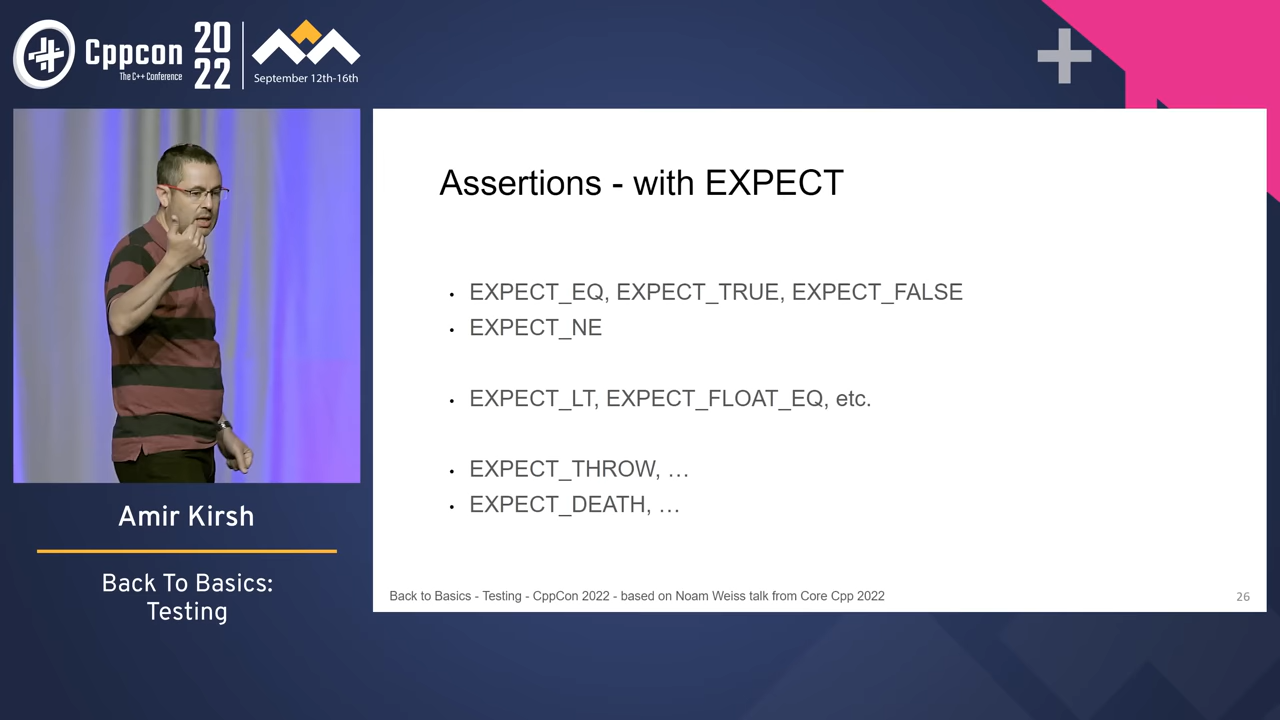 Cppcon
The C++ Conference
20
22
September 12th-16th
Assertions - with EXPECT
• EXPECT_EQ, EXPECT_TRUE, EXPECT_FALSE
• EXPECT_NE
• EXPECT_LT, EXPECT_FLOAT_EQ, etc.
• EXPECT_THROW, …
• EXPECT_DEATH, …
Back to Basics - Testing - CppCon 2022 - based on Noam Weiss talk from Core Cpp 2022
26
Amir Kirsh
Back To Basics:
Testing